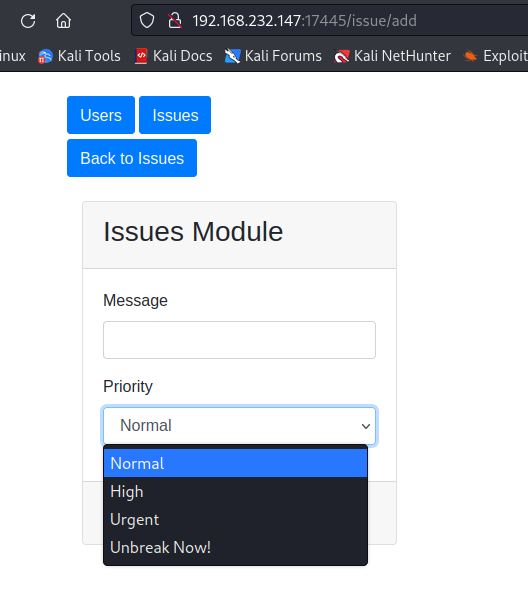 192.168.232.147:17445/issue/add
inux Kali Tools Kali Docs Kali Forums Kali NetHunter Exploit
Users Issues
Back to Issues
Issues Module
Message
Priority
Normal
Normal
High
Urgent
Unbreak Now!